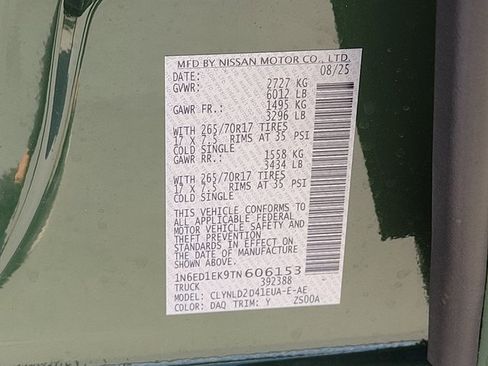 MFD BY NISSAN MOTOR CO., LTD.
DATE: 08/25
GVWR: 2727 KG
6012 LB
GAWR FR.: 1495 KG
3296 LB
WITH 265/70R17 TIRES
17 X 7.5 RIMS AT 35 PSI
COLD SINGLE
GAWR RR.: 1558 KG
3434 LB
WITH 265/70R17 TIRES
17 X 7.5 RIMS AT 35 PSI
COLD SINGLE
THIS VEHICLE CONFORMS TO
ALL APPLICABLE FEDERAL
MOTOR VEHICLE SAFETY AND
THEFT PREVENTION
STANDARDS IN EFFECT ON
THE DATE OF MANUFACTURE
SHOWN ABOVE.
1N6ED1EK9TN606153
TRUCK 392388
MODEL: CLYNLD2041EUA-E-AE
COLOR: DAQ TRIM: Y ZS00A